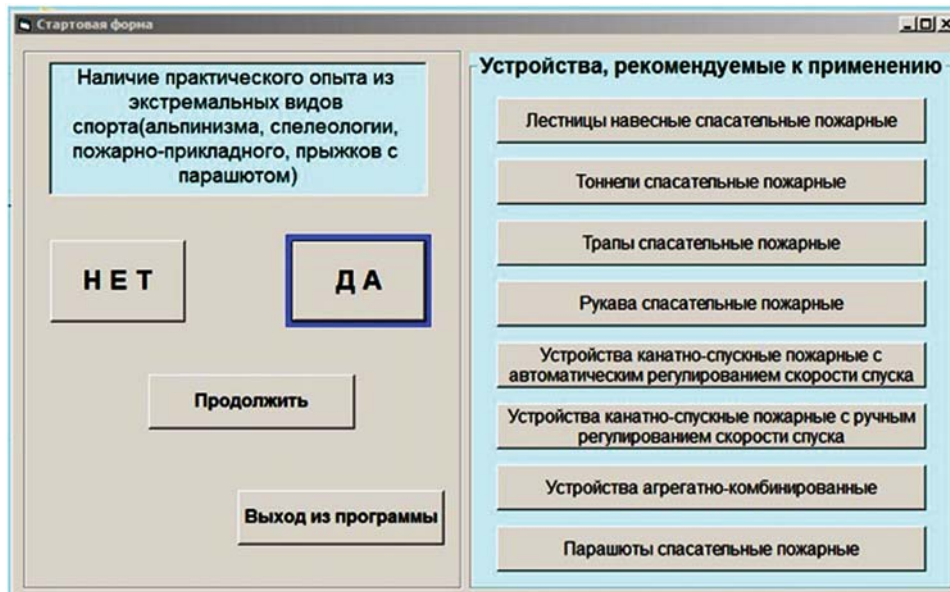 Стартовая форма
Наличие практического опыта из
экстремальных видов
спорта(альпинизма, спелеологии,
пожарно-прикладного, прыжков с
парашютом)
Н Е Т
Д А
Продолжить
Выход из программы
Устройства, рекомендуемые к применению
Лестницы навесные спасательные пожарные
Тоннели спасательные пожарные
Трапы спасательные пожарные
Рукава спасательные пожарные
Устройства канатно-спускные пожарные с
автоматическим регулированием скорости спуска
Устройства канатно-спускные пожарные с ручным
регулированием скорости спуска
Устройства агрегатно-комбинированные
Парашюты спасательные пожарные